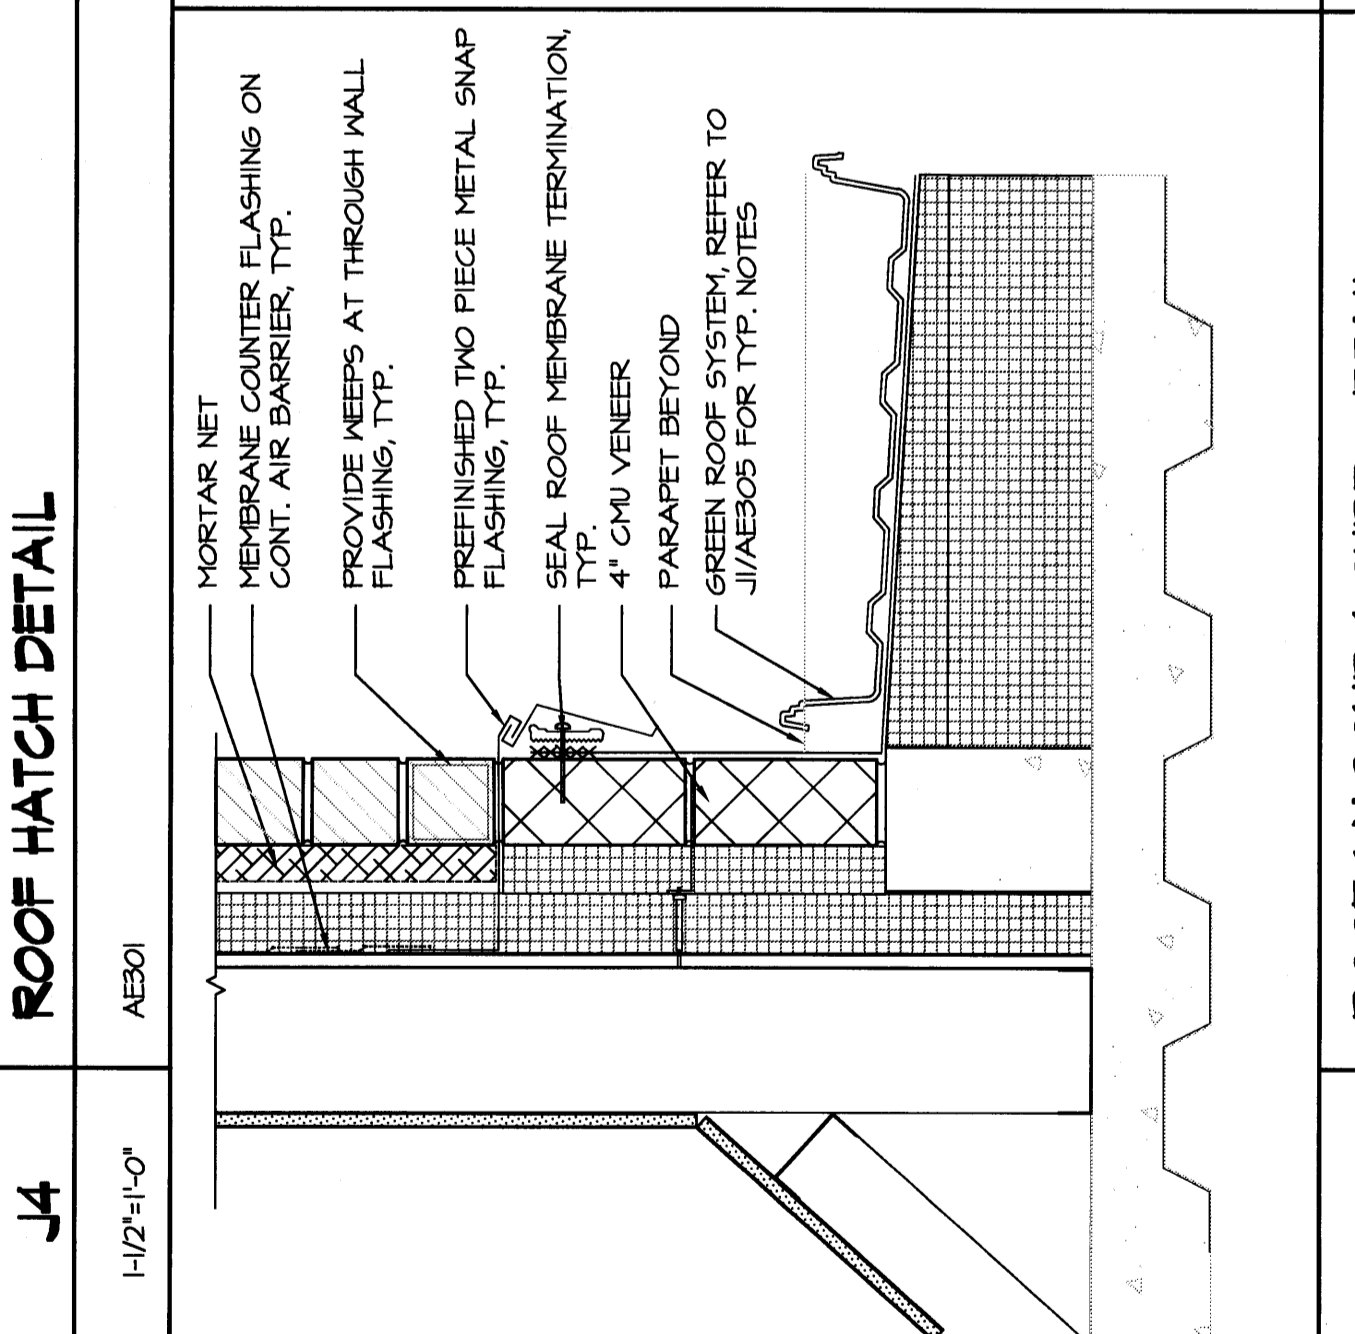 J4
ROOF HATCH DETAIL
1-1/2"=1'-0"
AE301
MORTAR NET
MEMBRANE COUNTER FLASHING ON
CONT. AIR BARRIER, TYP.
PROVIDE WEEPS AT THROUGH WALL
FLASHING, TYP.
PREFINISHED TWO PIECE METAL SNAP
FLASHING, TYP.
SEAL ROOF MEMBRANE TERMINATION,
TYP.
4" CMU VENEER
PARAPET BEYOND
GREEN ROOF SYSTEM, REFER TO
J1/AE305 FOR TYP. NOTES